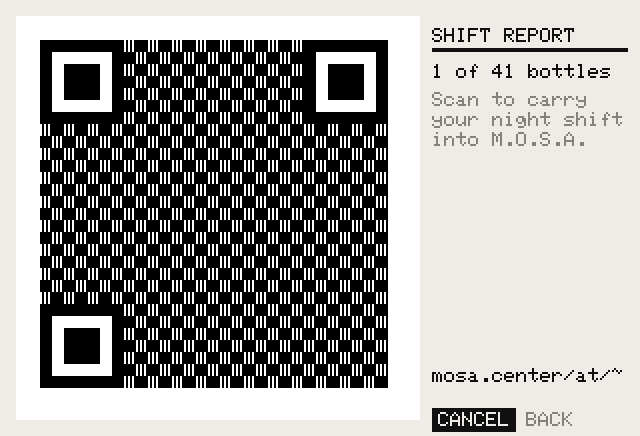 SHIFT REPORT
1 of 41 bottles
Scan to carry
your night shift
into M.O.S.A.
mosa.center/at/~
CANCEL BACK